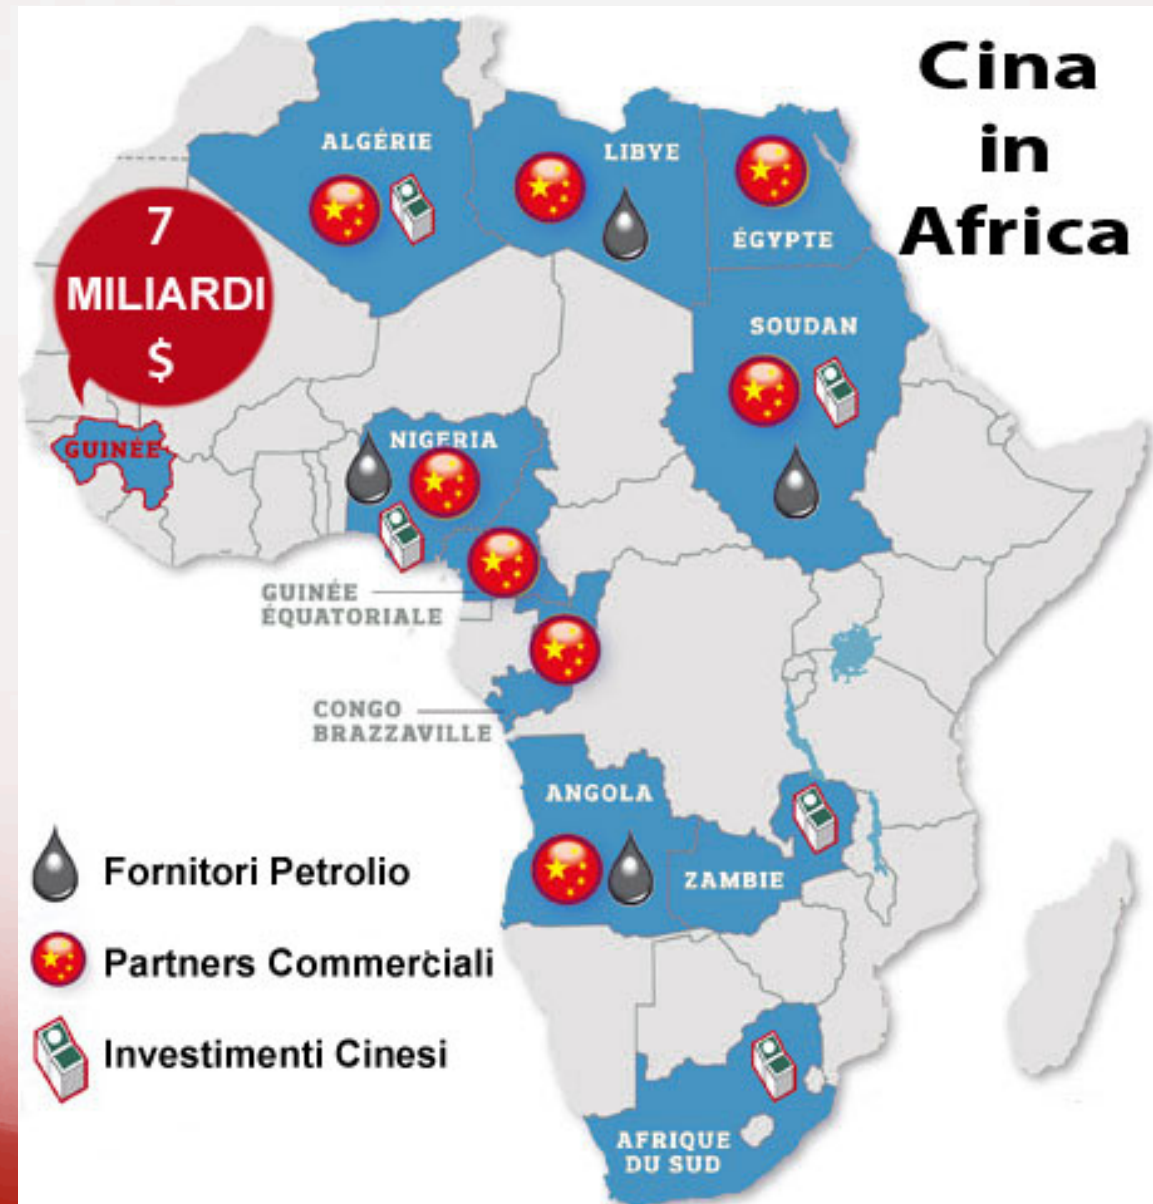 Cina
in
Africa
ALGÉRIE
LIBYE
ÉGYPTE
7
MILIARDI
$
SOUDAN
NIGERIA
GUINÉE
GUINÉE
ÉQUATORIALE
CONGO
BRAZZAVILLE
ANGOLA
ZAMBIE
Fornitori Petrolio
Partners Commerciali
Investimenti Cinesi
AFRIQUE
DU SUD